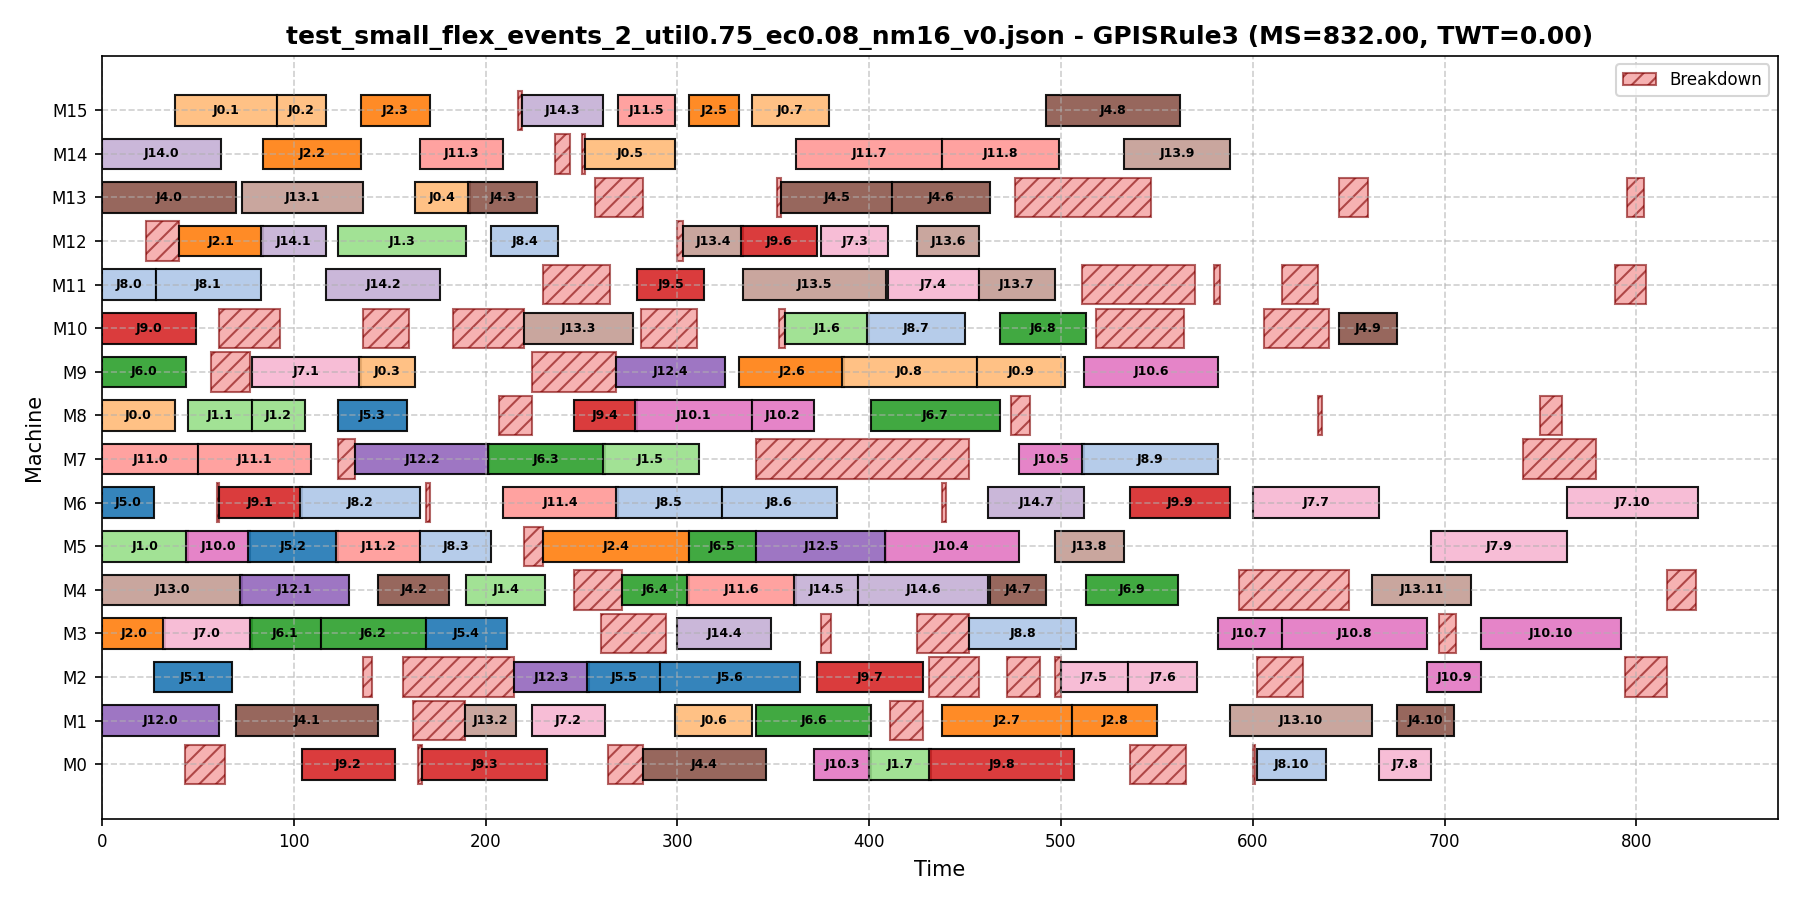 test_small_flex_events_2_util0.75_ec0.08_nm16_v0.json - GPISRule3 (MS=832.00, TWT=0.00)
Breakdown
M15 J0.1 J0.2 J2.3 J14.3 J11.5 J2.5 J0.7 J4.8
M14 J14.0 J2.2 J11.3 J0.5 J11.7 J11.8 J13.9
M13 J4.0 J13.1 J0.4 J4.3 J4.5 J4.6
M12 J2.1 J14.1 J1.3 J8.4 J13.4 J9.6 J7.3 J13.6
M11 J8.0 J8.1 J14.2 J9.5 J13.5 J7.4 J13.7
M10 J9.0 J13.3 J1.6 J8.7 J6.8 J4.9
M9 J6.0 J7.1 J0.3 J12.4 J2.6 J0.8 J0.9 J10.6
M8 J0.0 J1.1 J1.2 J5.3 J9.4 J10.1 J10.2 J6.7
M7 J11.0 J11.1 J12.2 J6.3 J1.5 J10.5 J8.9
M6 J5.0 J9.1 J8.2 J11.4 J8.5 J8.6 J14.7 J9.9 J7.7 J7.10
M5 J1.0 J10.0 J5.2 J11.2 J8.3 J2.4 J6.5 J12.5 J10.4 J13.8 J7.9
M4 J13.0 J12.1 J4.2 J1.4 J6.4 J11.6 J14.5 J14.6 J4.7 J6.9 J13.11
M3 J2.0 J7.0 J6.1 J6.2 J5.4 J14.4 J8.8 J10.7 J10.8 J10.10
M2 J5.1 J12.3 J5.5 J5.6 J9.7 J7.5 J7.6 J10.9
M1 J12.0 J4.1 J13.2 J7.2 J0.6 J6.6 J2.7 J2.8 J13.10 J4.10
M0 J9.2 J9.3 J4.4 J10.3 J1.7 J9.8 J8.10 J7.8
Machine
0 100 200 300 400 500 600 700 800
Time